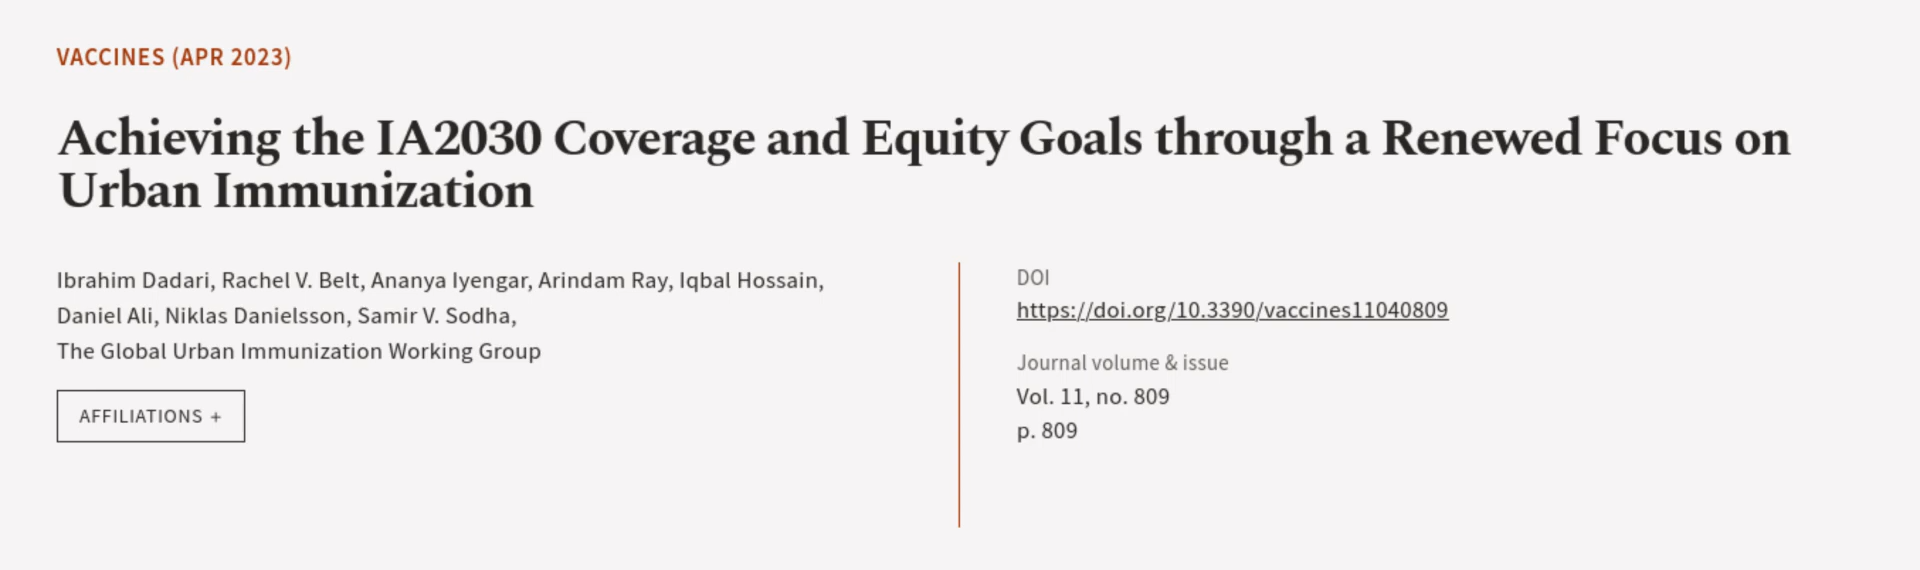 VACCINES (APR 2023)
Achieving the IA2030 Coverage and Equity Goals through a Renewed Focus on
Urban Immunization
Ibrahim Dadari, Rachel V. Belt, Ananya Iyengar, Arindam Ray, Iqbal Hossain,
Daniel Ali, Niklas Danielsson, Samir V. Sodha,
The Global Urban Immunization Working Group
AFFILIATIONS +
DOI
https://doi.org/10.3390/vaccines11040809
Journal volume & issue
Vol. 11, no. 809
p. 809